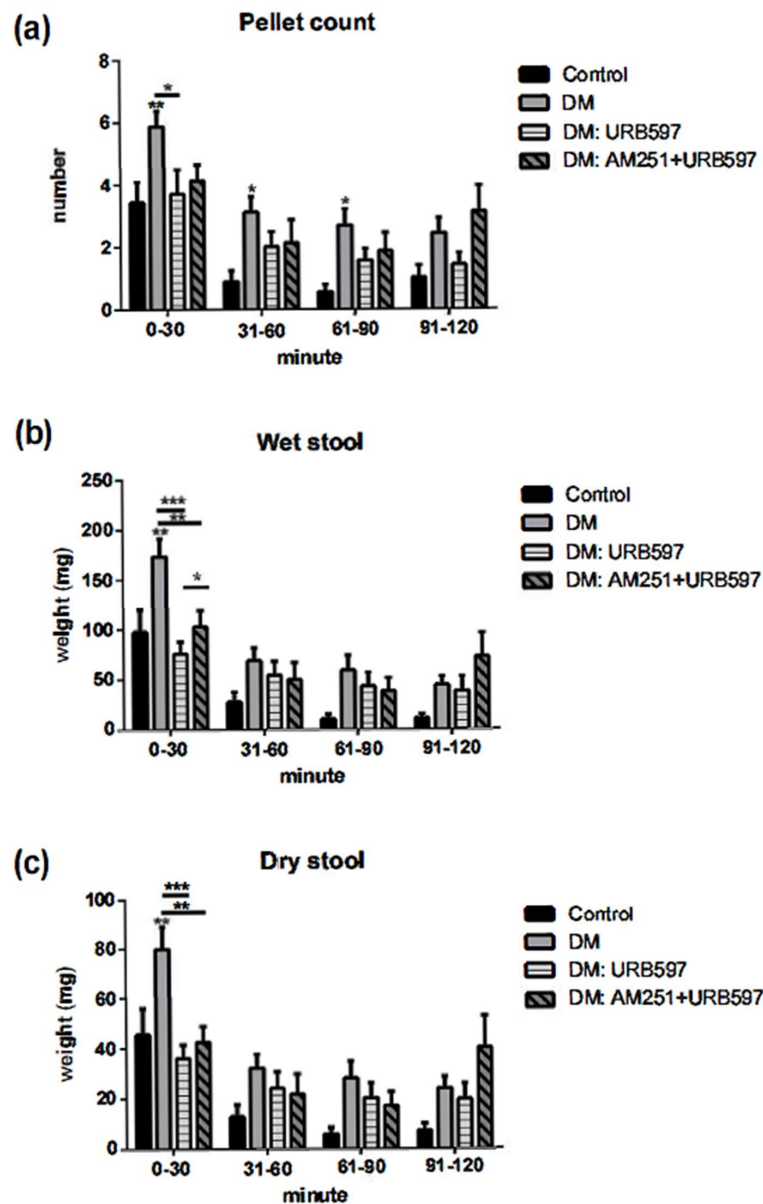 (a)
Pellet count
number
8
6
4
2
0
**
*
*
*
0-30
31-60
61-90
91-120
minute
Control
DM
DM: URB597
DM: AM251+URB597
(b)
Wet stool
weight (mg)
250
200
150
100
50
0
***
**
**
*
0-30
31-60
61-90
91-120
minute
Control
DM
DM: URB597
DM: AM251+URB597
(c)
Dry stool
weight (mg)
100
80
60
40
20
0
***
**
**
0-30
31-60
61-90
91-120
minute
Control
DM
DM: URB597
DM: AM251+URB597